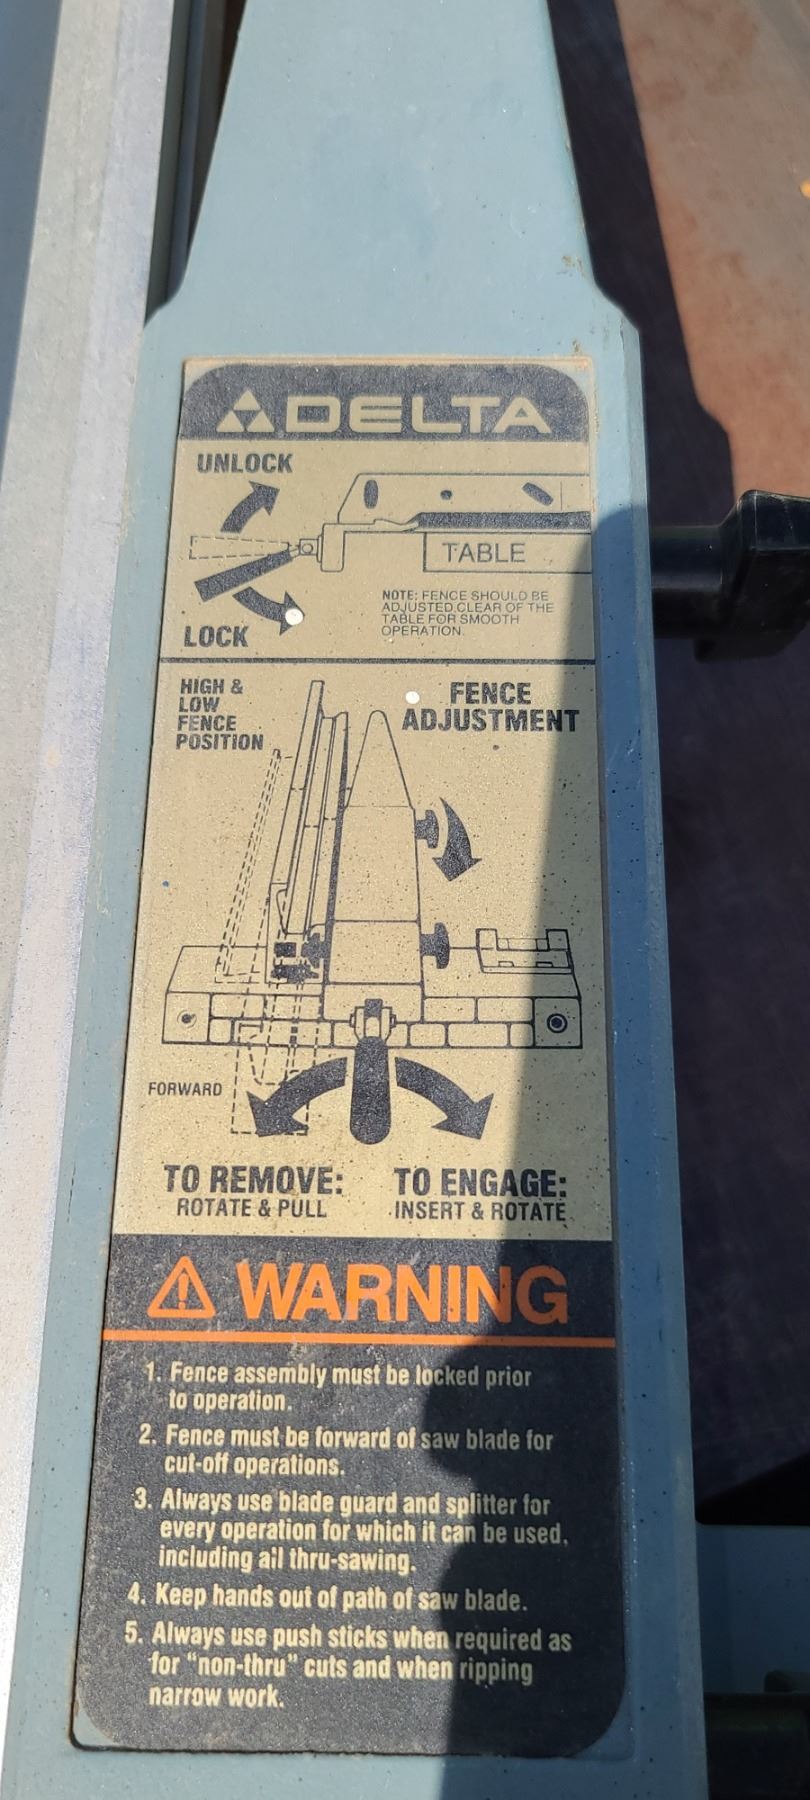 DELTA
UNLOCK
TABLE
NOTE: FENCE SHOULD BE
ADJUSTED CLEAR OF THE
TABLE FOR SMOOTH
OPERATION.
LOCK
HIGH &
LOW
FENCE
POSITION
FENCE
ADJUSTMENT
FORWARD
TO REMOVE:
ROTATE & PULL
TO ENGAGE:
INSERT & ROTATE
WARNING
1. Fence assembly must be locked prior
to operation.
2. Fence must be forward of saw blade for
cut-off operations.
3. Always use blade guard and splitter for
every operation for which it can be used,
including all thru-sawing.
4. Keep hands out of path of saw blade.
5. Always use push sticks when required as
for "non-thru" cuts and when ripping
narrow work.